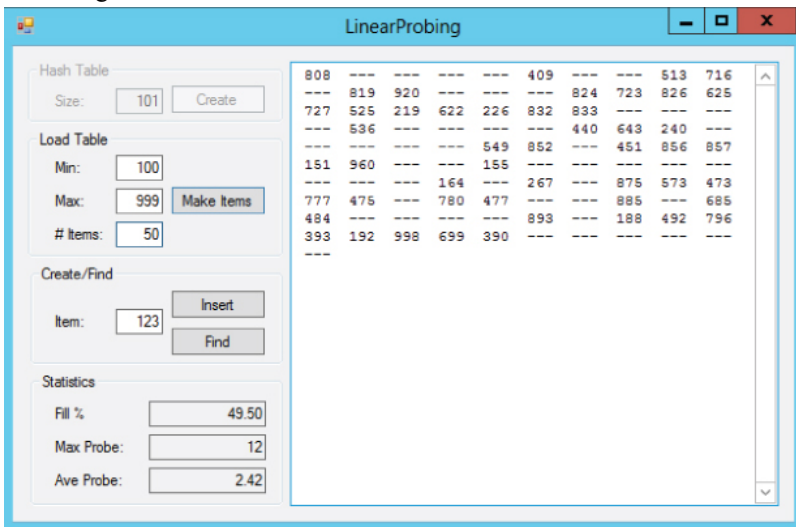 LinearProbing
Hash Table
Size: 101 Create
Load Table
Min: 100
Max: 999 Make Items
# Items: 50
Create/Find
Item: 123 Insert
Find
Statistics
Fill % 49.50
Max Probe: 12
Ave Probe: 2.42
808 --- --- --- --- 409 --- --- 513 716
--- 819 920 --- --- --- 824 723 826 625
727 525 219 622 226 832 833 --- --- ---
--- 536 --- --- --- --- 440 643 240 ---
--- --- --- --- 549 852 --- 451 856 857
151 960 --- --- 155 --- --- --- --- ---
--- --- --- 164 --- 267 --- 875 573 473
777 475 --- 780 477 --- --- 885 --- 685
484 --- --- --- --- 893 --- 188 492 796
393 192 998 699 390 --- --- --- --- ---
---